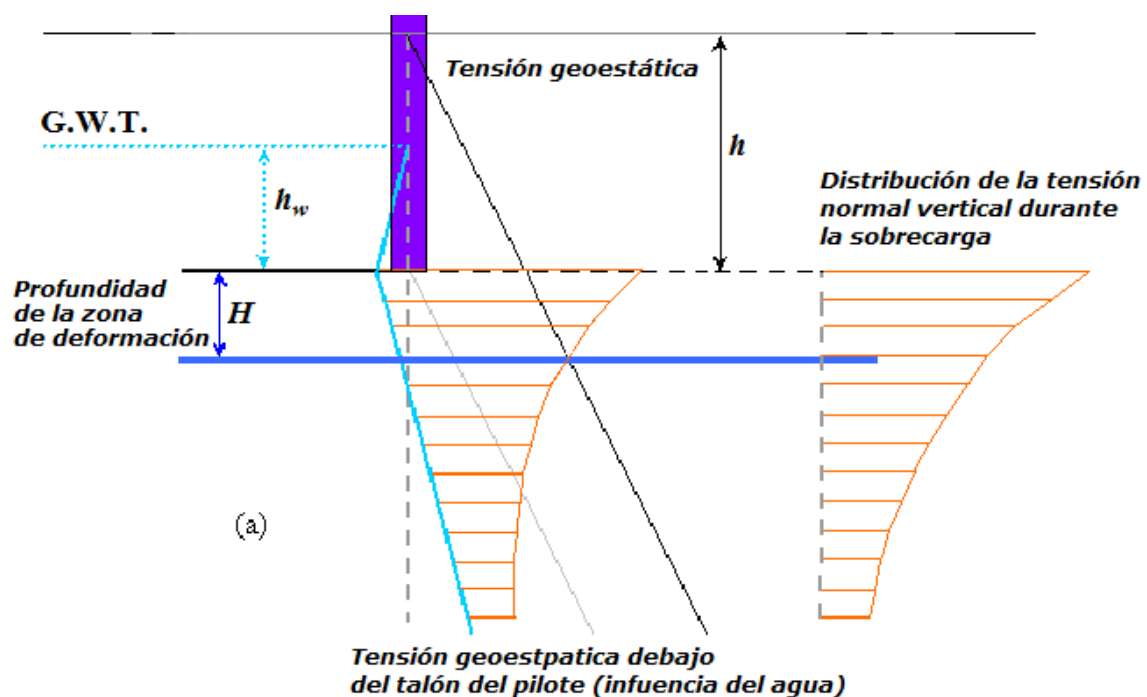 Tensión geoestática
G.W.T.
h
h_w
Distribución de la tensión
normal vertical durante
la sobrecarga
Profundidad
de la zona
de deformación
H
(a)
Tensión geoestpatica debajo
del talón del pilote (infuencia del agua)